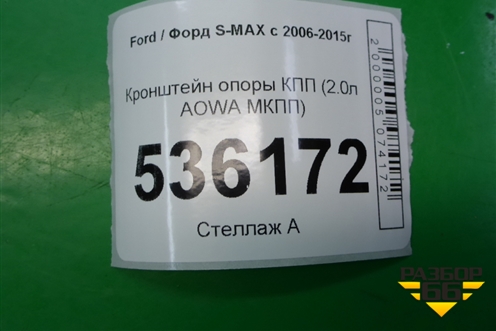 Ford / Форд S-MAX с 2006-2015г
Кронштейн опоры КПП (2.0л
AOWA МКПП)
536172
Стеллаж А
2000005074172
РАЗБОР
66